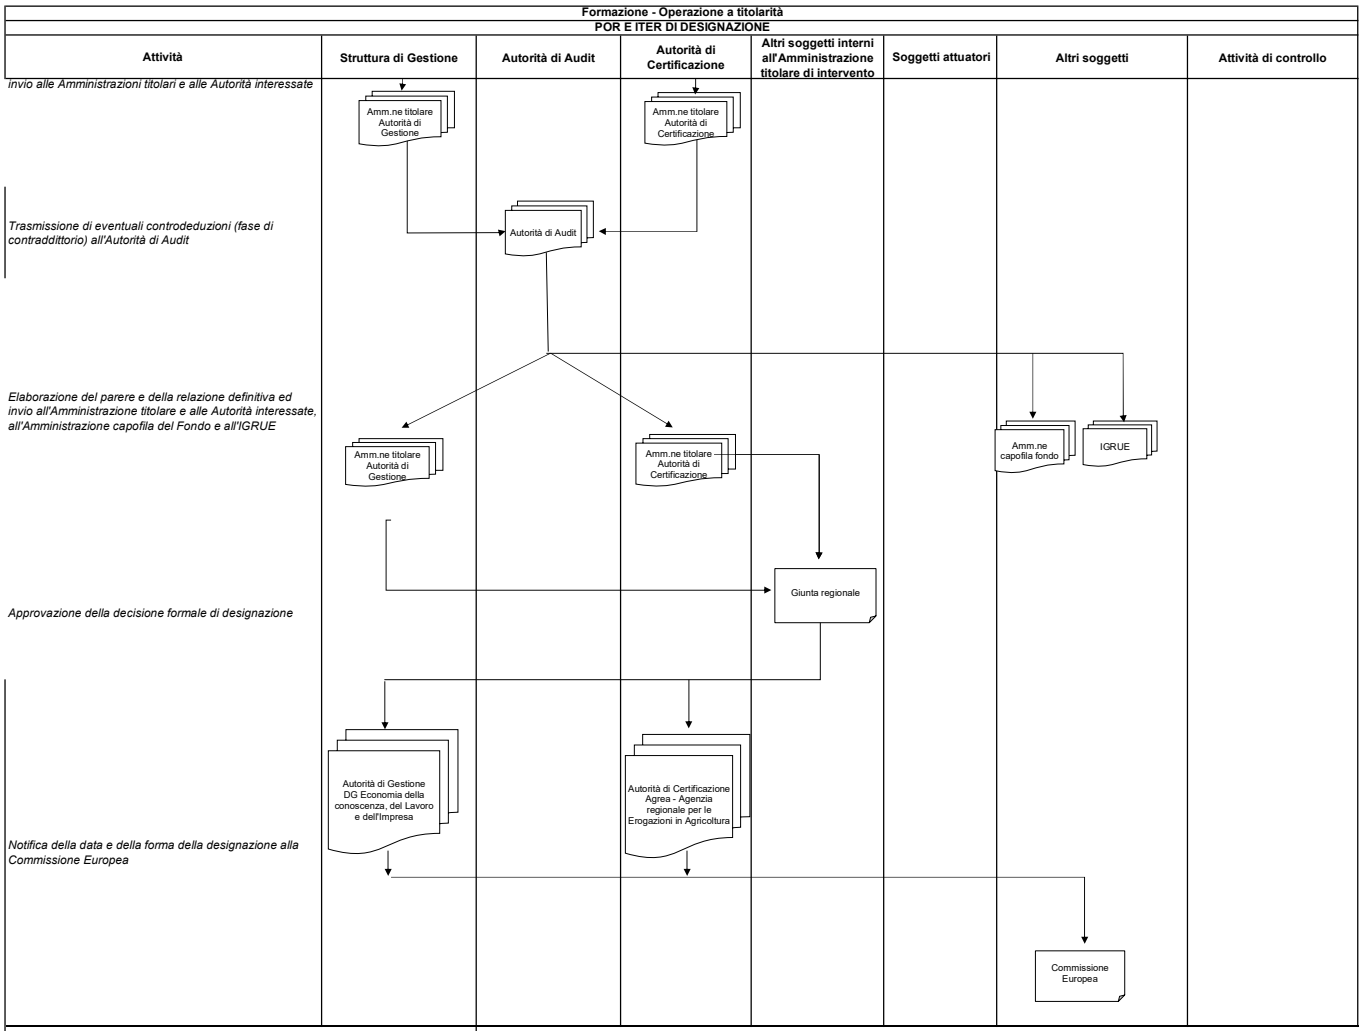 Formazione - Operazione a titolarità
POR E ITER DI DESIGNAZIONE
Attività
Struttura di Gestione
Autorità di Audit
Autorità di
Certificazione
Altri soggetti interni
all'Amministrazione
titolare di intervento
Soggetti attuatori
Altri soggetti
Attività di controllo
invio alle Amministrazioni titolari e alle Autorità interessate
Amm.ne titolare
Autorità di
Gestione
Amm.ne titolare
Autorità di
Certificazione
Trasmissione di eventuali controdeduzioni (fase di
contraddittorio) all'Autorità di Audit
Autorità di Audit
Elaborazione del parere e della relazione definitiva ed
invio all'Amministrazione titolare e alle Autorità interessate,
all'Amministrazione capofila del Fondo e all'IGRUE
Amm.ne titolare
Autorità di
Gestione
Amm.ne titolare
Autorità di
Certificazione
Amm.ne
capofila fondo
IGRUE
Approvazione della decisione formale di designazione
Giunta regionale
Autorità di Gestione
DG Economia della
conoscenza, del Lavoro
e dell'Impresa
Autorità di Certificazione
Agrea - Agenzia
regionale per le
Erogazioni in Agricoltura
Notifica della data e della forma della designazione alla
Commissione Europea
Commissione
Europea